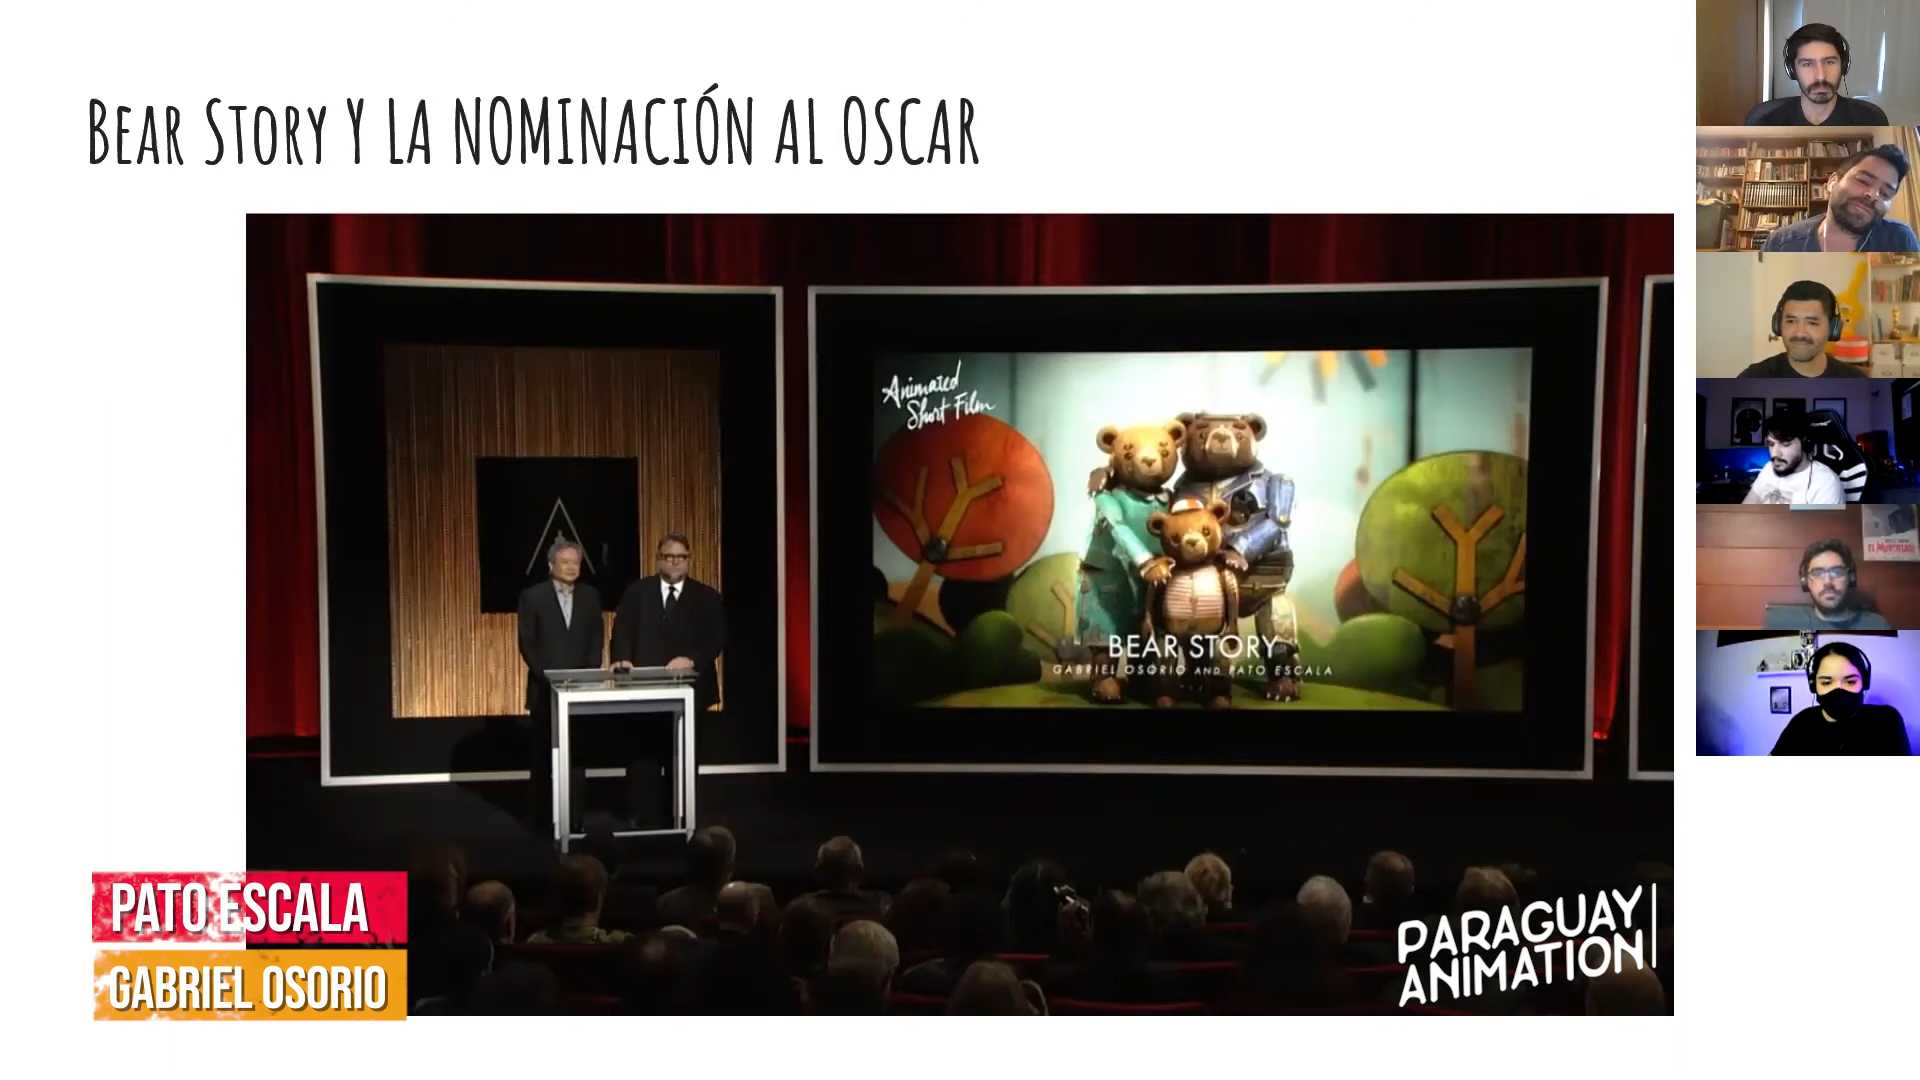 Bear Story Y LA NOMINACIÓN AL OSCAR
Animated
Short Film
BEAR STORY
GABRIEL OSORIO AND PATO ESCALA
PATO ESCALA
GABRIEL OSORIO
PARAGUAY
ANIMATION